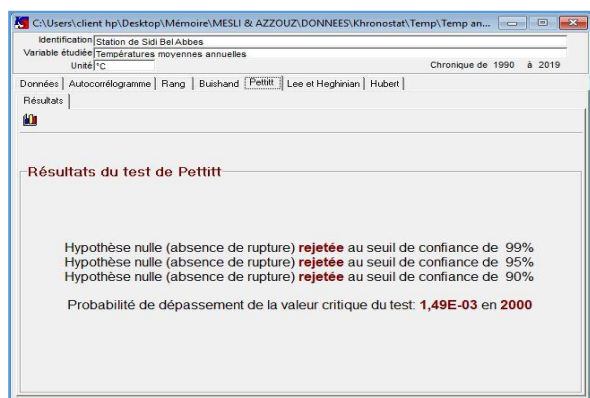 C:\Users\client hp\Desktop\Mémoire\MESLI & AZZOUZ\DONNEES\Khronostat\Temp\Temp an...
Identification Station de Sidi Bel Abbes
Variable étudiée Températures moyennes annuelles
Unité °C Chronique de 1990 à 2019
Données Autocorrélogramme Rang Buishand Pettitt Lee et Heghinian Hubert
Résultats
Résultats du test de Pettitt
Hypothèse nulle (absence de rupture) rejetée au seuil de confiance de 99%
Hypothèse nulle (absence de rupture) rejetée au seuil de confiance de 95%
Hypothèse nulle (absence de rupture) rejetée au seuil de confiance de 90%
Probabilité de dépassement de la valeur critique du test: 1,49E-03 en 2000